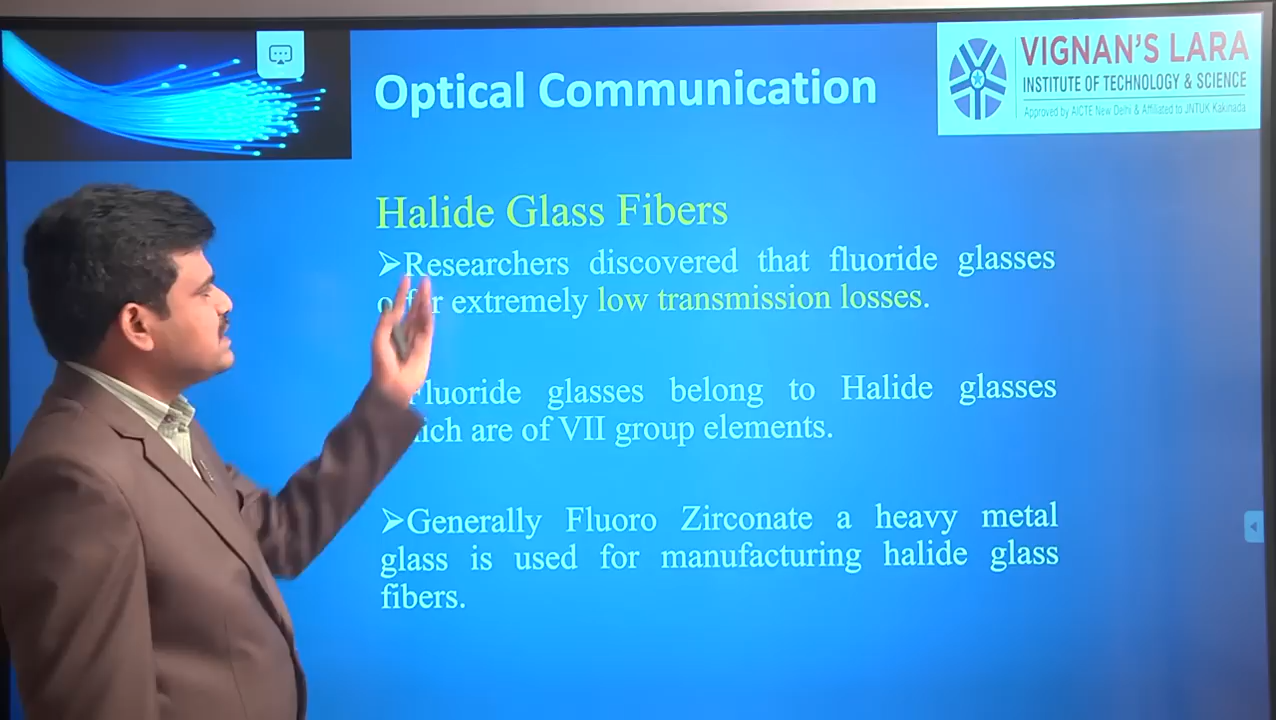 Optical Communication
VIGNAN'S LARA
INSTITUTE OF TECHNOLOGY & SCIENCE
Approved by AICTE New Delhi & Affiliated to JNTUK Kakinada
Halide Glass Fibers
➢Researchers discovered that fluoride glasses
extremely low transmission losses.
Fluoride glasses belong to Halide glasses
are of VII group elements.
➢Generally Fluoro Zirconate a heavy metal
glass is used for manufacturing halide glass
fibers.